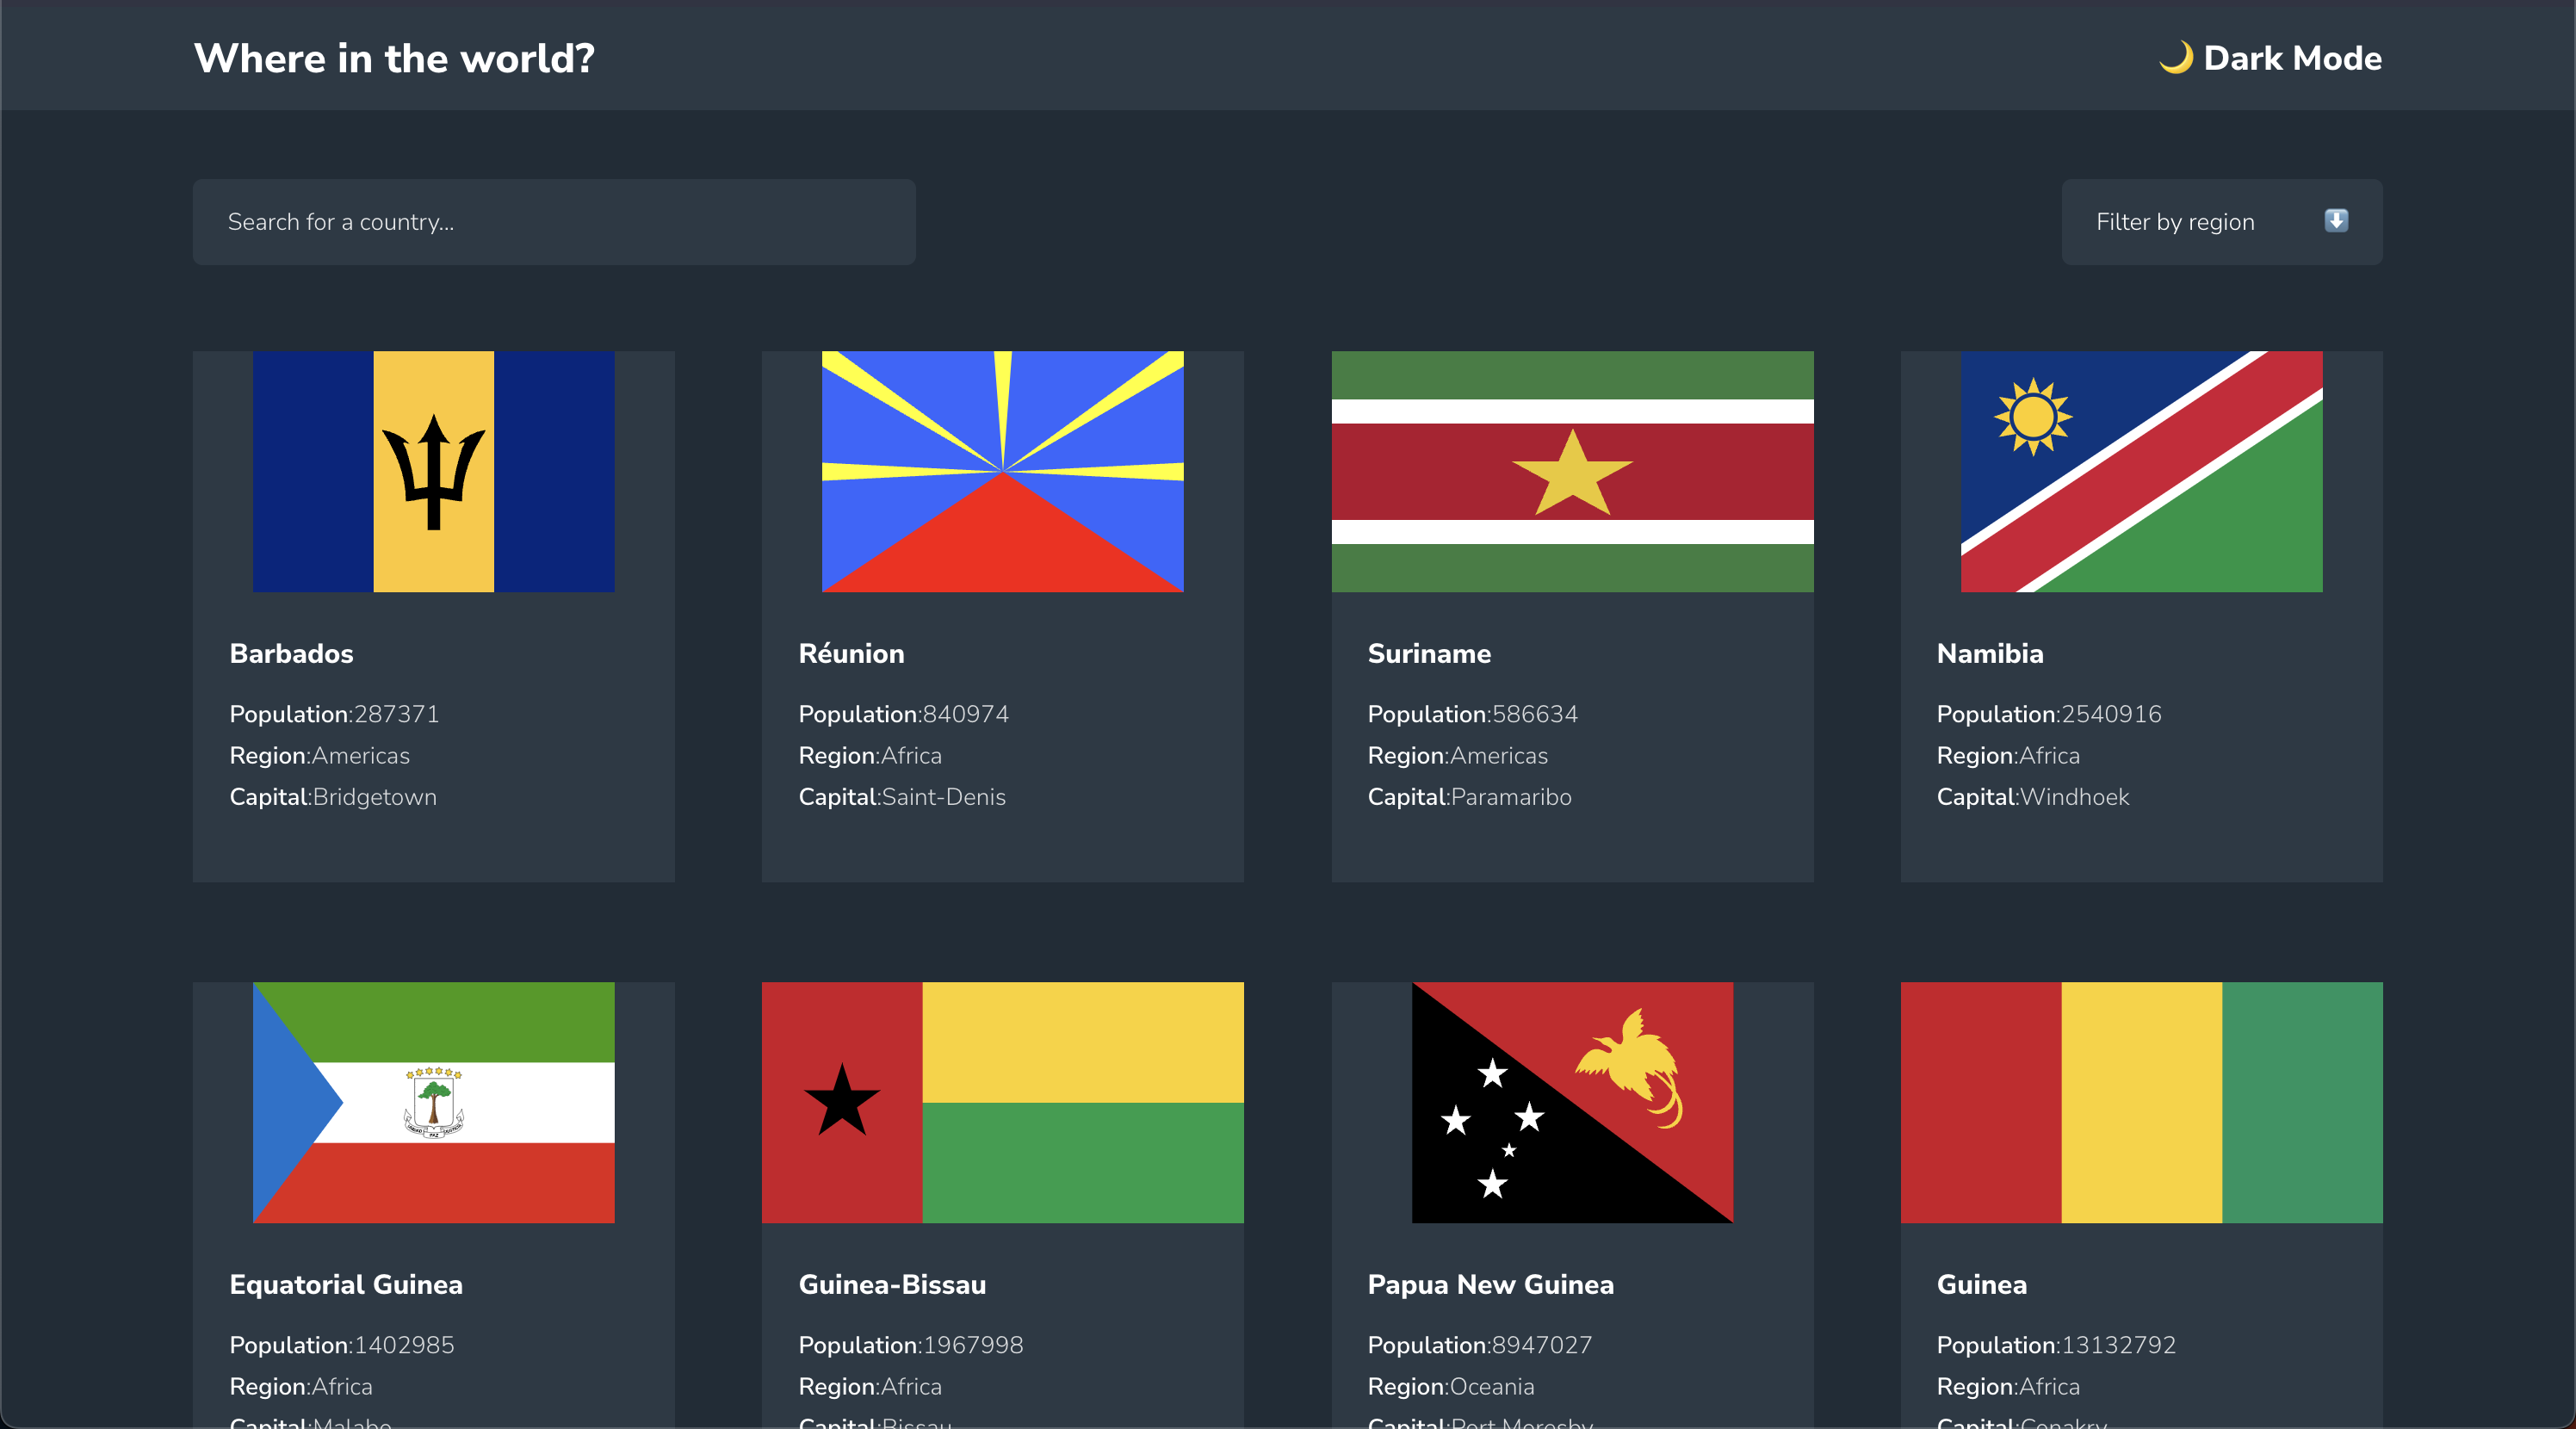 Where in the world?
🌙 Dark Mode
Search for a country...
Filter by region ⬇️
Barbados
Population:287371
Region:Americas
Capital:Bridgetown
Réunion
Population:840974
Region:Africa
Capital:Saint-Denis
Suriname
Population:586634
Region:Americas
Capital:Paramaribo
Namibia
Population:2540916
Region:Africa
Capital:Windhoek
Equatorial Guinea
Population:1402985
Region:Africa
Capital:Malabo
Guinea-Bissau
Population:1967998
Region:Africa
Capital:Bissau
Papua New Guinea
Population:8947027
Region:Oceania
Capital:Port Moresby
Guinea
Population:13132792
Region:Africa
Capital:Conakry